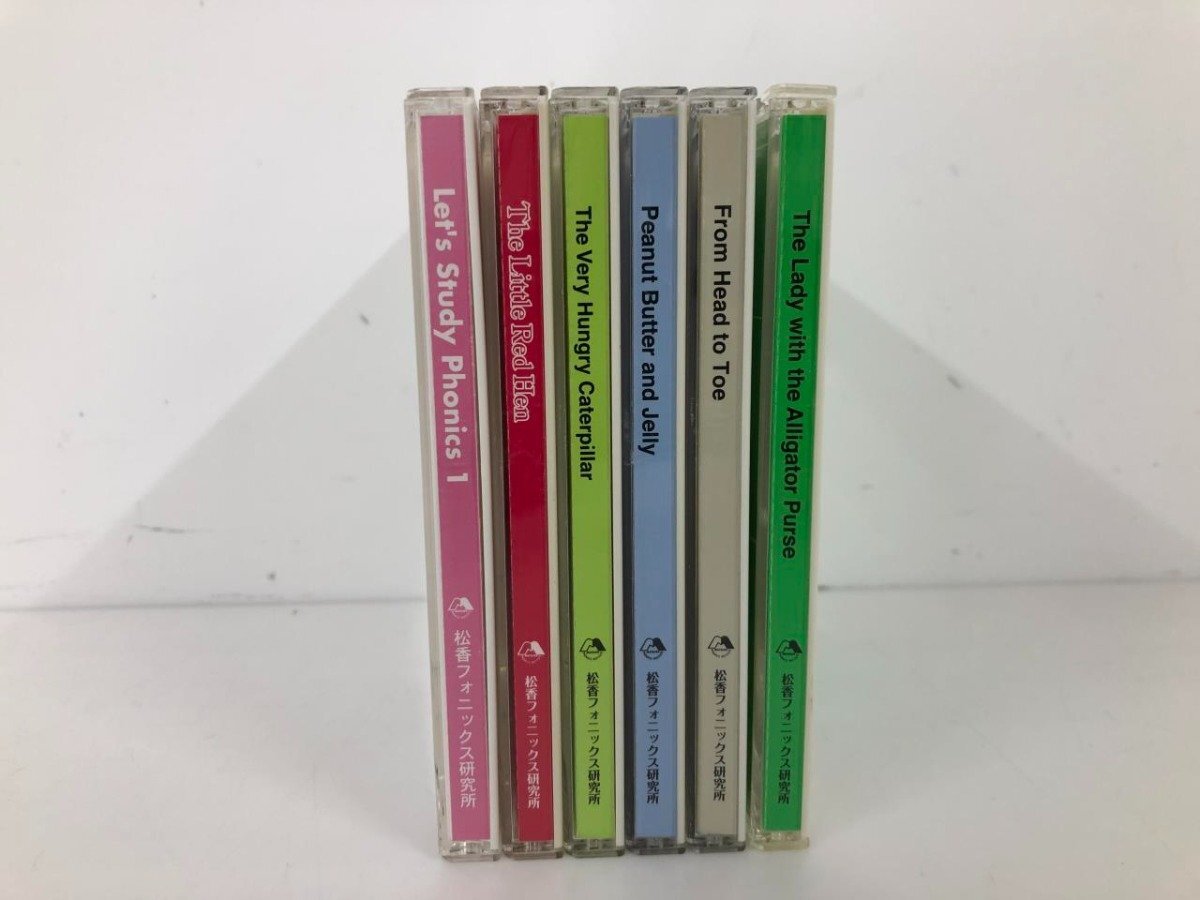 Let's Study Phonics 1
松香フォニックス研究所
The Little Red Hen
松香フォニックス研究所
The Very Hungry Caterpillar
松香フォニックス研究所
Peanut Butter and Jelly
松香フォニックス研究所
From Head to Toe
松香フォニックス研究所
The Lady with the Alligator Purse
松香フォニックス研究所